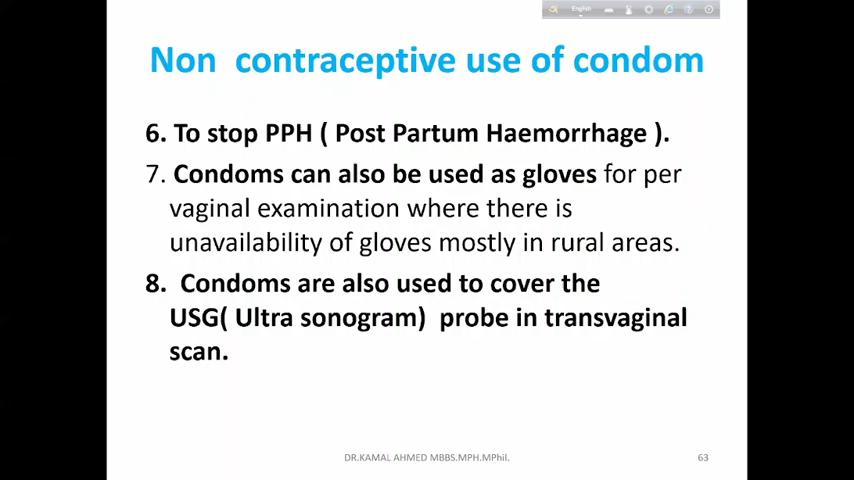 English
Non contraceptive use of condom
6. To stop PPH ( Post Partum Haemorrhage ).
7. Condoms can also be used as gloves for per
vaginal examination where there is
unavailability of gloves mostly in rural areas.
8. Condoms are also used to cover the
USG( Ultra sonogram) probe in transvaginal
scan.
DR.KAMAL AHMED MBBS.MPH.MPhil.
63